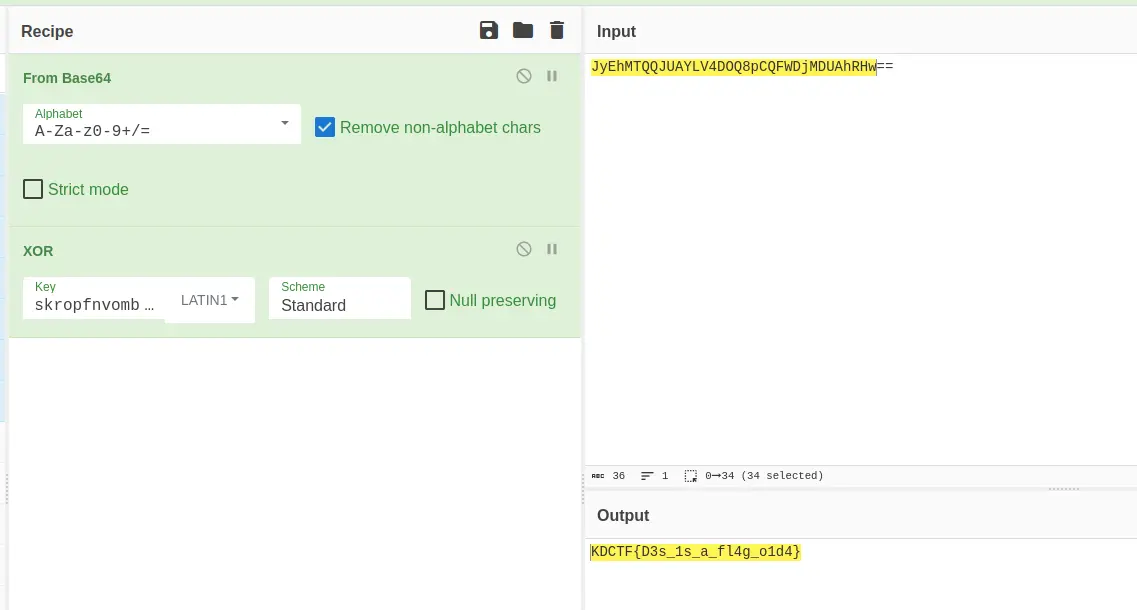 Recipe
From Base64
Alphabet
A-Za-z0-9+/=
Remove non-alphabet chars
Strict mode
XOR
Key
skropfnvomb …
LATIN1
Scheme
Standard
Null preserving
Input
JyEhMTQQJUAYLV4DOQ8pCQFWDjMDUAhRHw==
ABC 36 1 0→34 (34 selected)
Output
KDCTF{D3s_1s_a_fl4g_o1d4}